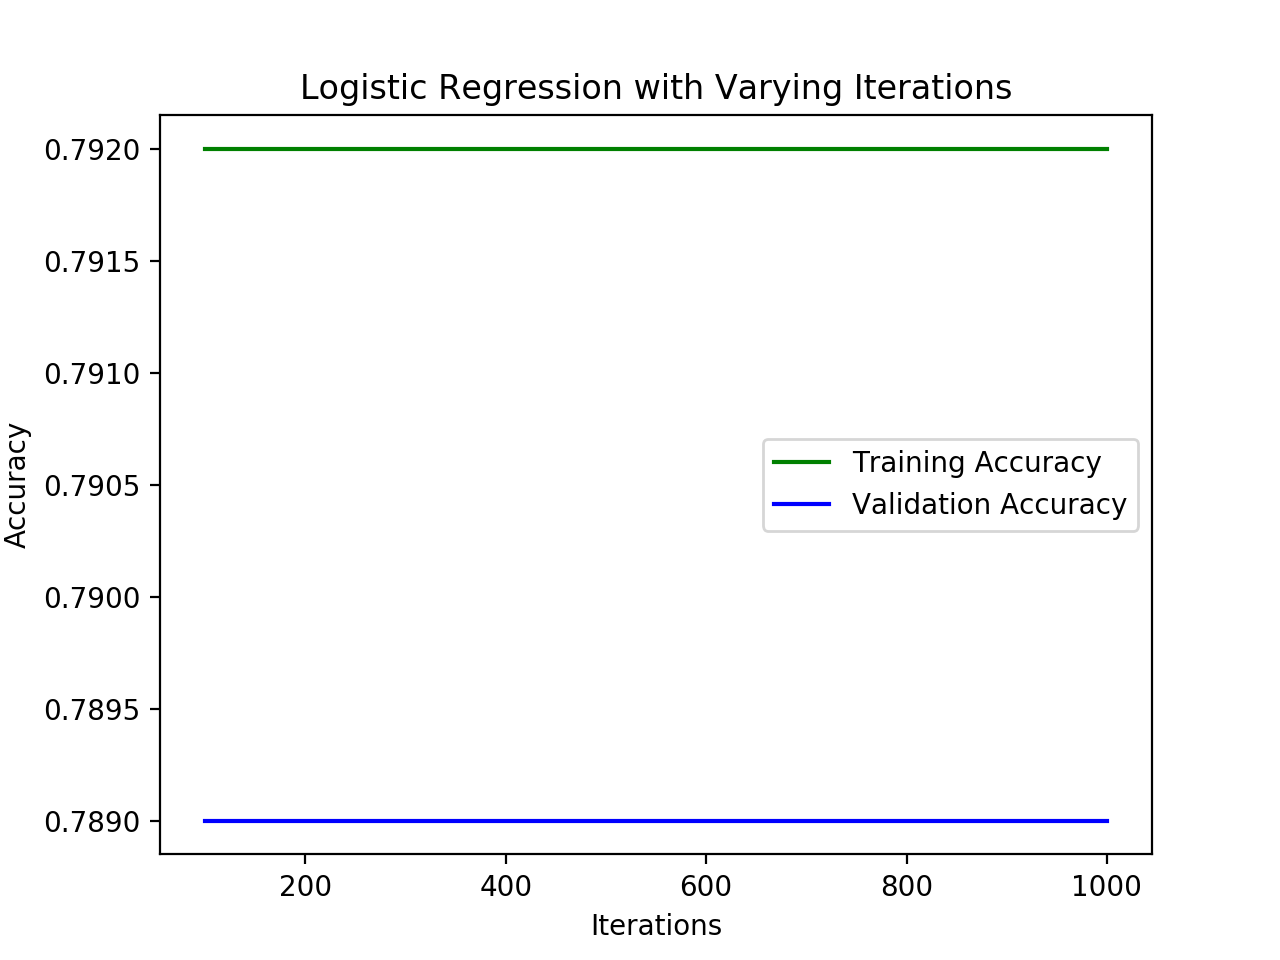 Logistic Regression with Varying Iterations
0.7920
0.7915
0.7910
0.7905
0.7900
0.7895
0.7890
Accuracy
Training Accuracy
Validation Accuracy
200 400 600 800 1000
Iterations